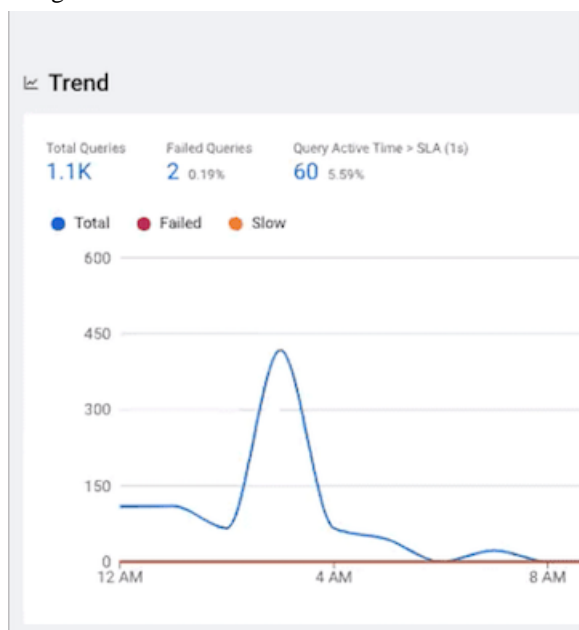 Trend
Total Queries Failed Queries Query Active Time > SLA (1s)
1.1K 2 0.19% 60 5.59%
Total Failed Slow
600
450
300
150
0
12 AM 4 AM 8 AM